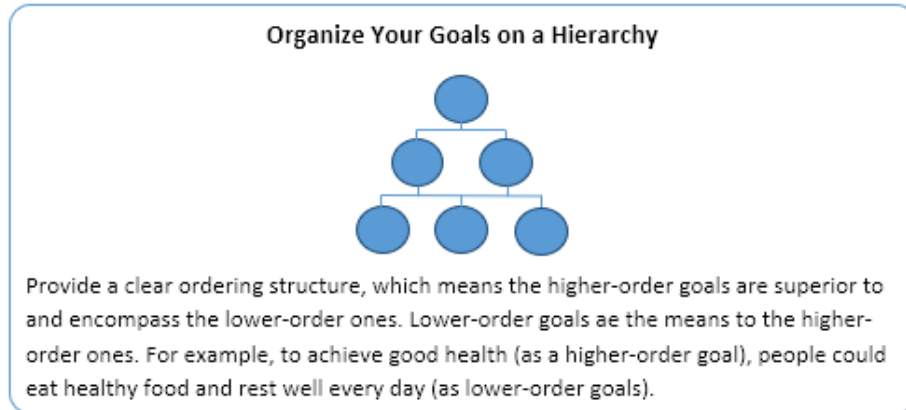 Organize Your Goals on a Hierarchy
Provide a clear ordering structure, which means the higher-order goals are superior to
and encompass the lower-order ones. Lower-order goals ae the means to the higher-
order ones. For example, to achieve good health (as a higher-order goal), people could
eat healthy food and rest well every day (as lower-order goals).